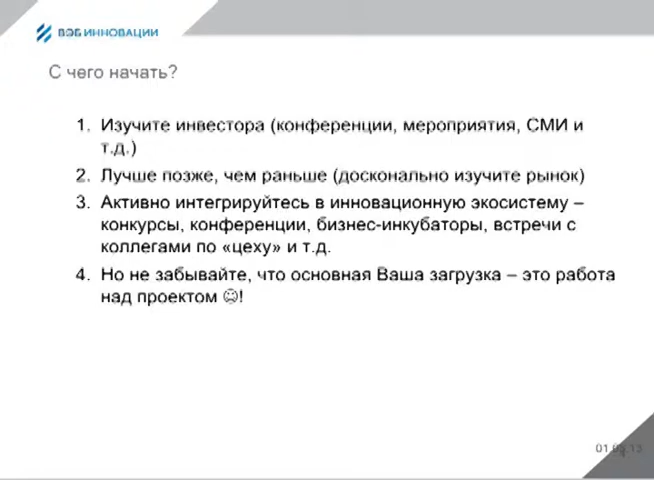 ВЭБ ИННОВАЦИИ
С чего начать?
1. Изучите инвестора (конференции, мероприятия, СМИ и
т.д.)
2. Лучше позже, чем раньше (досконально изучите рынок)
3. Активно интегрируйтесь в инновационную экосистему –
конкурсы, конференции, бизнес-инкубаторы, встречи с
коллегами по «цеху» и т.д.
4. Но не забывайте, что основная Ваша загрузка – это работа
над проектом ☺!